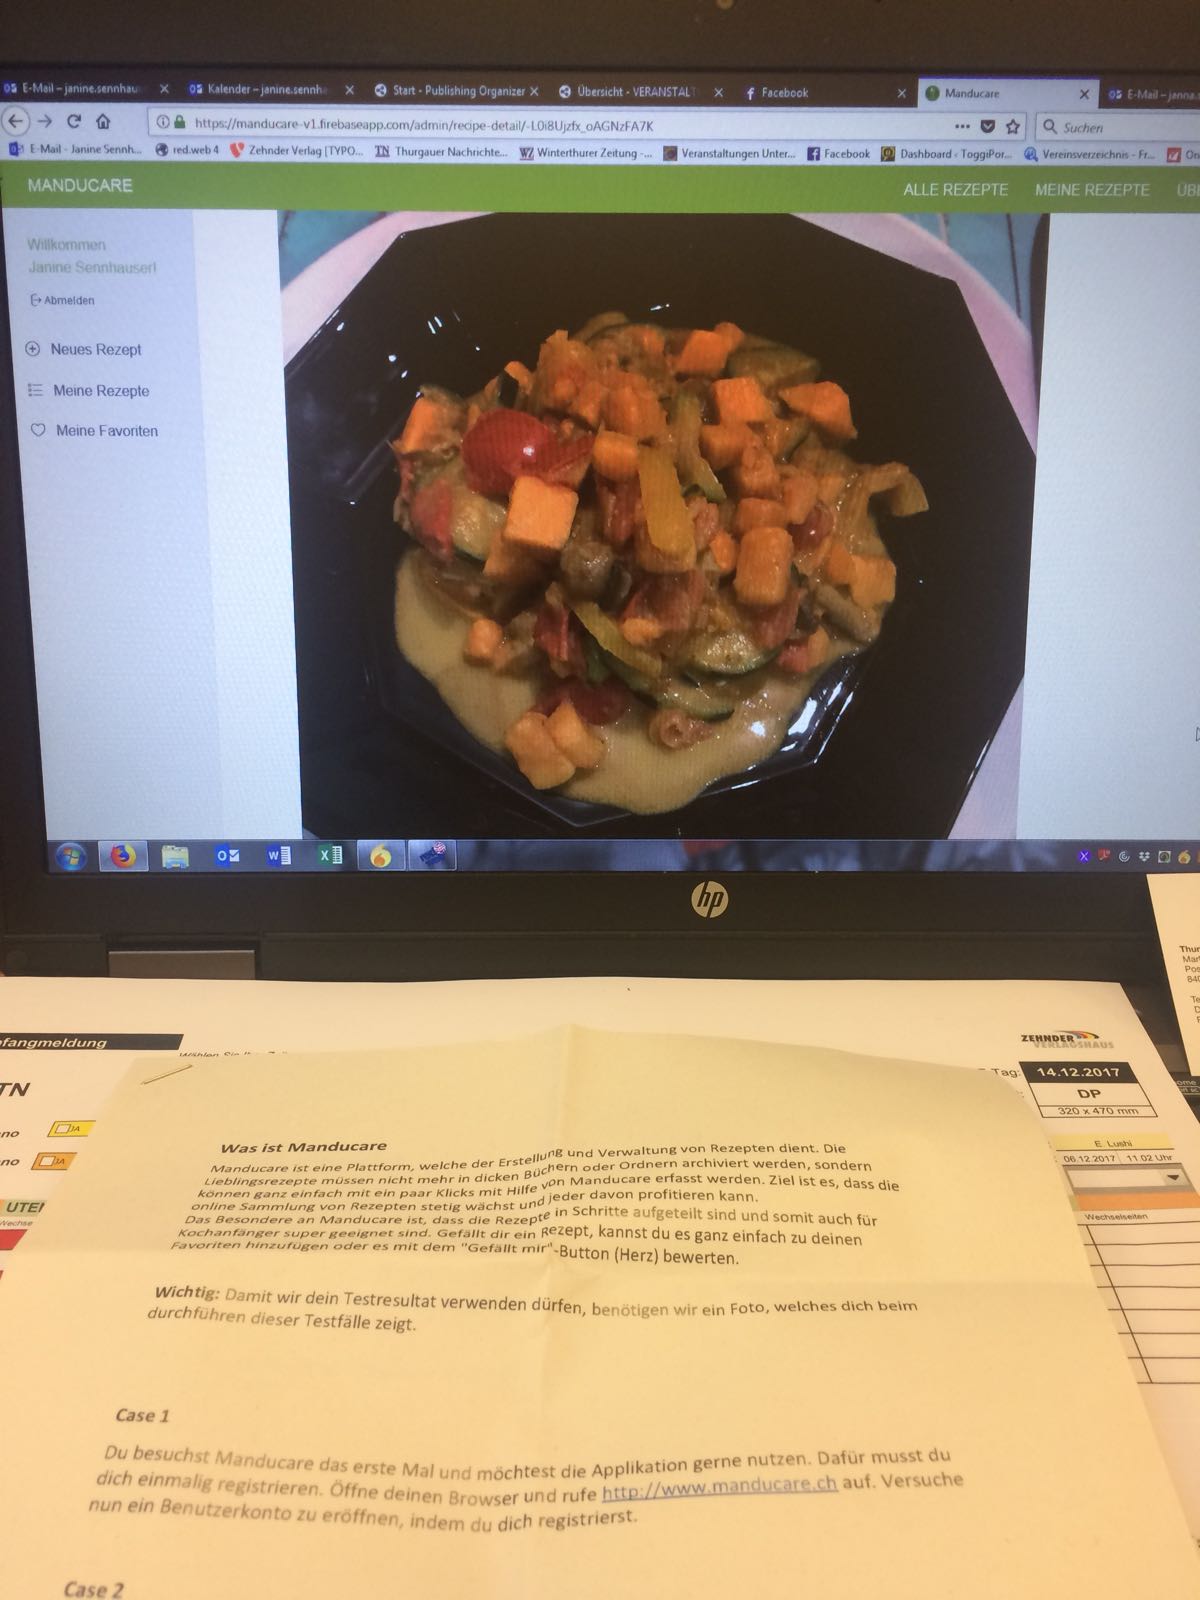 E-Mail – janine.sennhau
Kalender – janine.sennh
Start - Publishing Organizer
Übersicht - VERANSTALT
Facebook
Manducare
E-Mail – janna.s
https://manducare-v1.firebaseapp.com/admin/recipe-detail/-L0i8Ujzfx_oAGNzFA7K
Suchen
E-Mail - Janine Sennh...
red.web 4
Zehnder Verlag [TYPO...
Thurgauer Nachrichte...
Winterthurer Zeitung -...
Veranstaltungen Unter...
Facebook
Dashboard ‹ ToggiPor...
Vereinsverzeichnis - Fr...
MANDUCARE
ALLE REZEPTE
MEINE REZEPTE
ÜB
Willkommen
Janine Sennhauser!
Abmelden
Neues Rezept
Meine Rezepte
Meine Favoriten
hp
fangmeldung
ZEHNDER
VERLAGSHAUS
TN
Tag:
14.12.2017
DP
320 x 470 mm
JA
JA
E. Lushi
06.12.2017 11.02 Uhr
UTE
Wechselseiten
Was ist Manducare
Manducare ist eine Plattform, welche der Erstellung und Verwaltung von Rezepten dient. Die
Lieblingsrezepte müssen nicht mehr in dicken Büchern oder Ordnern archiviert werden, sondern
können ganz einfach mit ein paar Klicks mit Hilfe von Manducare erfasst werden. Ziel ist es, dass die
online Sammlung von Rezepten stetig wächst und jeder davon profitieren kann.
Das Besondere an Manducare ist, dass die Rezepte in Schritte aufgeteilt sind und somit auch für
Kochanfänger super geeignet sind. Gefällt dir ein Rezept, kannst du es ganz einfach zu deinen
Favoriten hinzufügen oder es mit dem "Gefällt mir"-Button (Herz) bewerten.
Wichtig: Damit wir dein Testresultat verwenden dürfen, benötigen wir ein Foto, welches dich beim
durchführen dieser Testfälle zeigt.
Case 1
Du besuchst Manducare das erste Mal und möchtest die Applikation gerne nutzen. Dafür musst du
dich einmalig registrieren. Öffne deinen Browser und rufe http://www.manducare.ch auf. Versuche
nun ein Benutzerkonto zu eröffnen, indem du dich registrierst.
Case 2